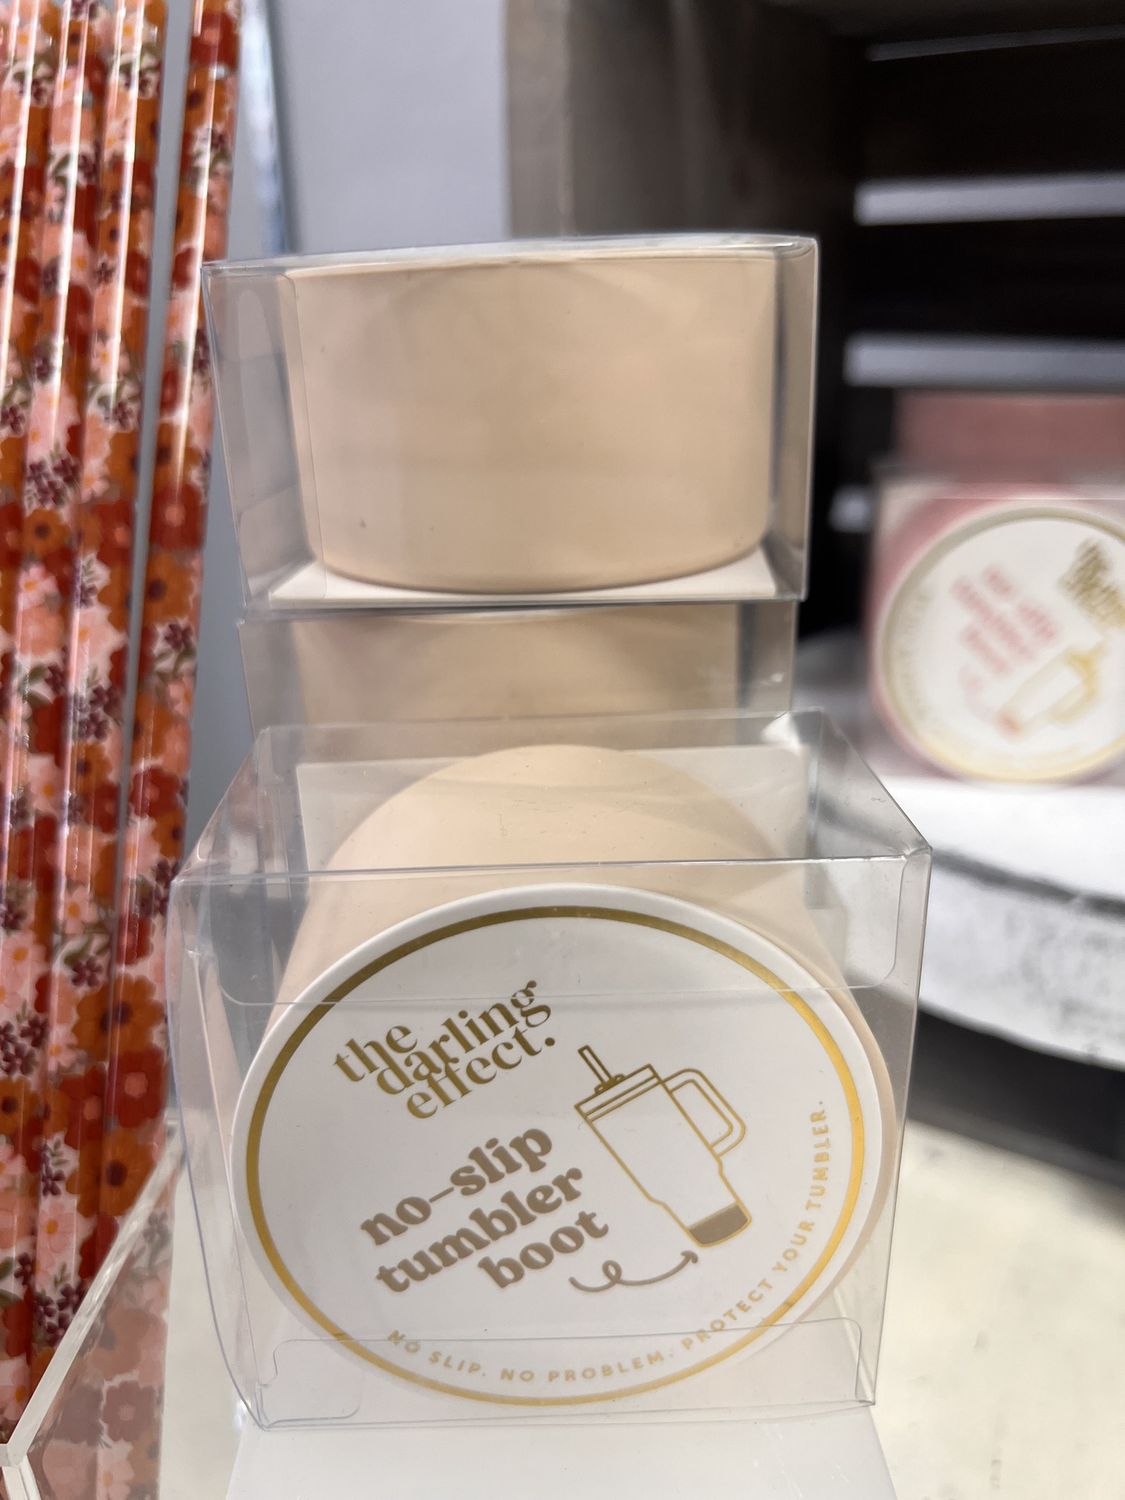 the
darling
effect.
no-slip
tumbler
boot
NO SLIP. NO PROBLEM. PROTECT YOUR TUMBLER.